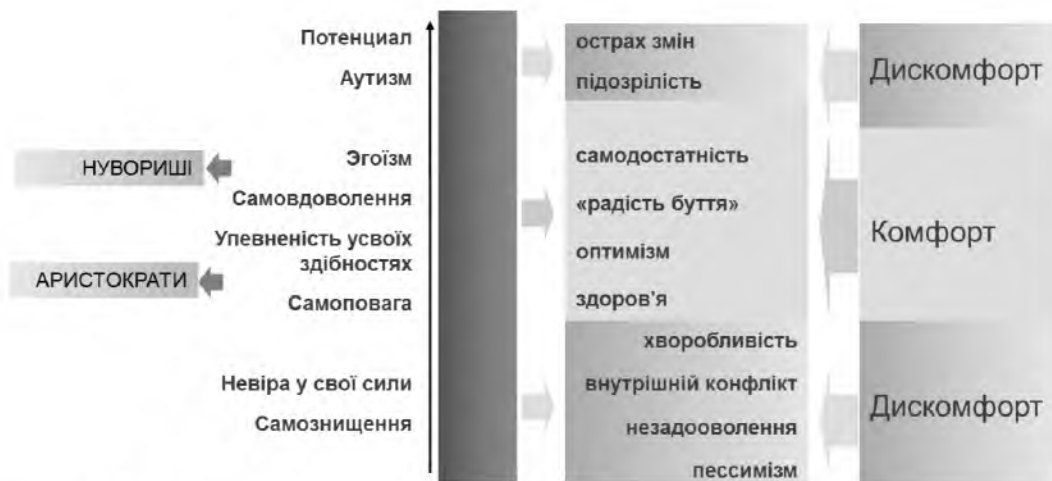 Потенциал
Аутизм
НУВОРИШІ
Эгоїзм
Самовдоволення
Упевненість усвоїх
здібностях
АРИСТОКРАТИ
Самоповага
Невіра у свої сили
Самознищення
острах змін
підозрілість
самодостатність
«радість буття»
оптимізм
здоров'я
хворобливість
внутрішній конфлікт
незадооволення
пессимізм
Дискомфорт
Комфорт
Дискомфорт